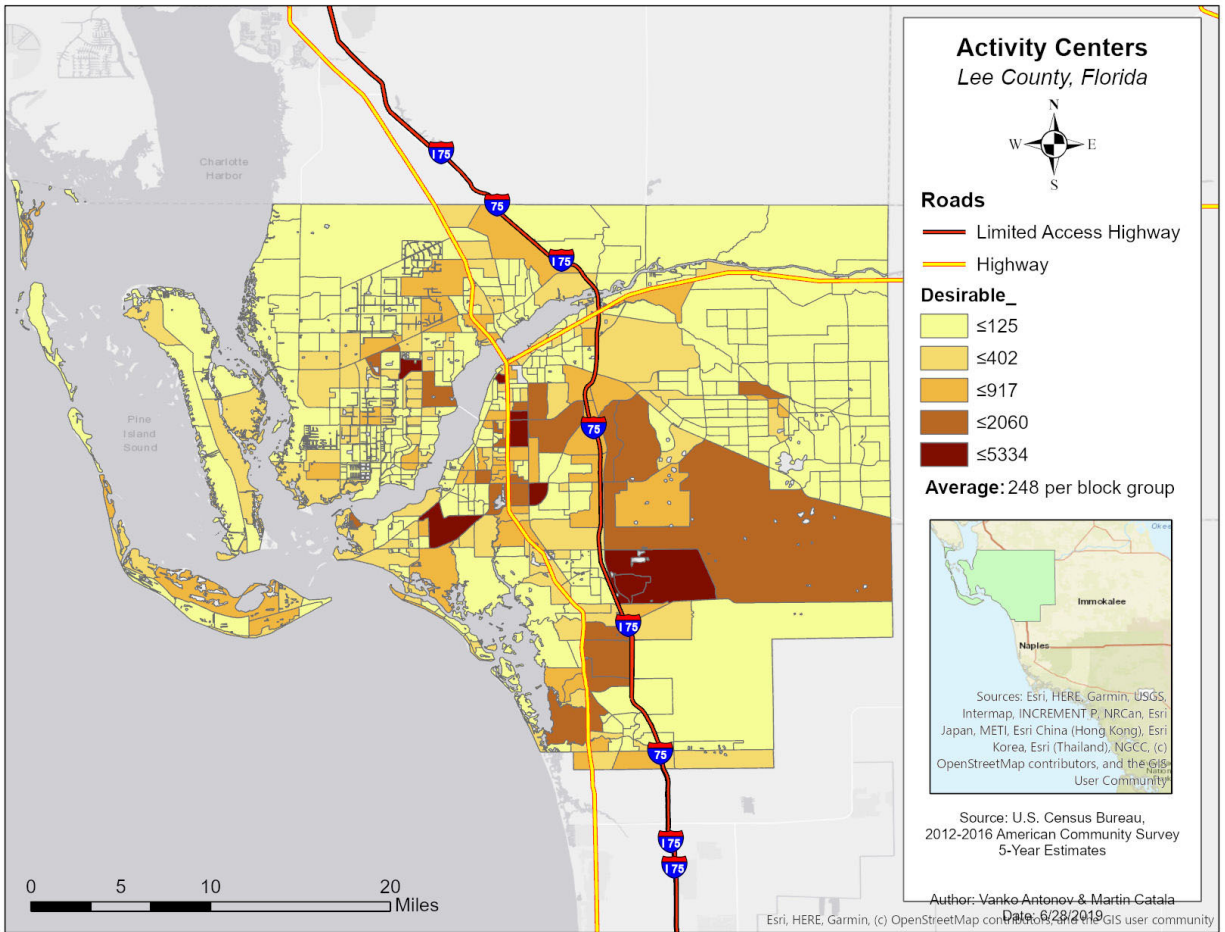 Activity Centers
Lee County, Florida
N
W
E
S
Roads
Limited Access Highway
Highway
Desirable_
≤125
≤402
≤917
≤2060
≤5334
Average: 248 per block group
Charlotte
Harbor
Pine
Island
Sound
I 75
75
I 75
75
I 75
75
I 75
I 75
Immokalee
Naples
Sources: Esri, HERE, Garmin, USGS,
Intermap, INCREMENT P, NRCan, Esri
Japan, METI, Esri China (Hong Kong), Esri
Korea, Esri (Thailand), NGCC, (c)
OpenStreetMap contributors, and the GIS
User Community
Source: U.S. Census Bureau,
2012-2016 American Community Survey
5-Year Estimates
Author: Vanko Antonov & Martin Catala
Date: 6/28/2019
0 5 10 20
Miles
Esri, HERE, Garmin, (c) OpenStreetMap contributors, and the GIS user community